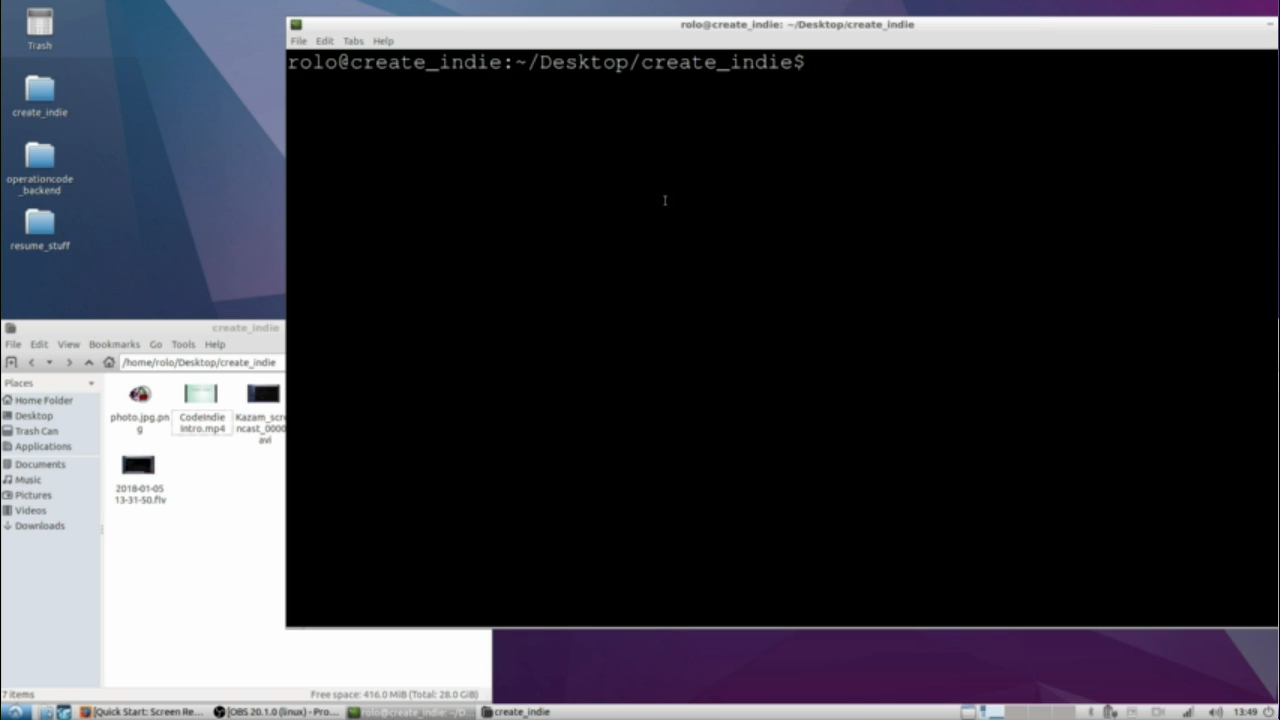 Trash
create_indie
operationcode
_backend
resume_stuff
rolo@create_indie: ~/Desktop/create_indie
File Edit Tabs Help
rolo@create_indie:~/Desktop/create_indie$
create_indie
File Edit View Bookmarks Go Tools Help
/home/rolo/Desktop/create_indie
Places
Home Folder
Desktop
Trash Can
Applications
Documents
Music
Pictures
Videos
Downloads
photo.jpg.pn
g
CodeIndie
Intro.mp4
Kazam_scre
ncast_0000
avi
2018-01-05
13-31-50.flv
7 items
Free space: 416.0 MiB (Total: 28.0 GiB)
[Quick Start: Screen Re...
[OBS 20.1.0 (linux) - Pro...
rolo@create_indie: ~/D...
create_indie
13:49